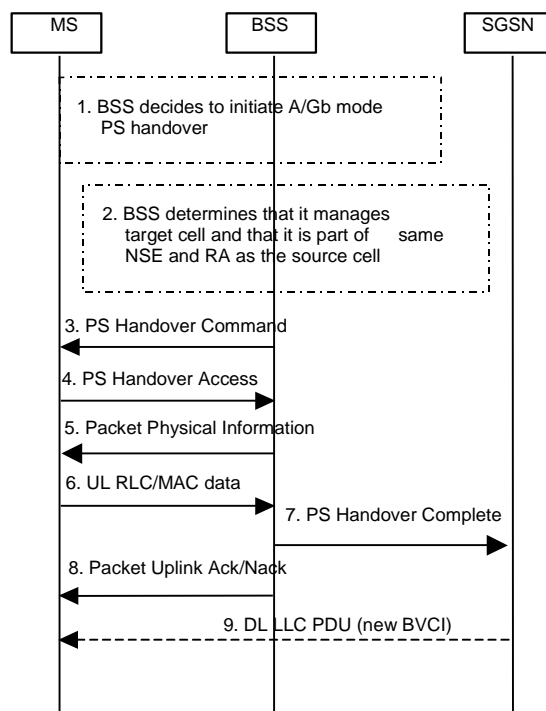 MS BSS SGSN
1. BSS decides to initiate A/Gb mode
PS handover
2. BSS determines that it manages
target cell and that it is part of same
NSE and RA as the source cell
3. PS Handover Command
4. PS Handover Access
5. Packet Physical Information
6. UL RLC/MAC data
7. PS Handover Complete
8. Packet Uplink Ack/Nack
9. DL LLC PDU (new BVCI)